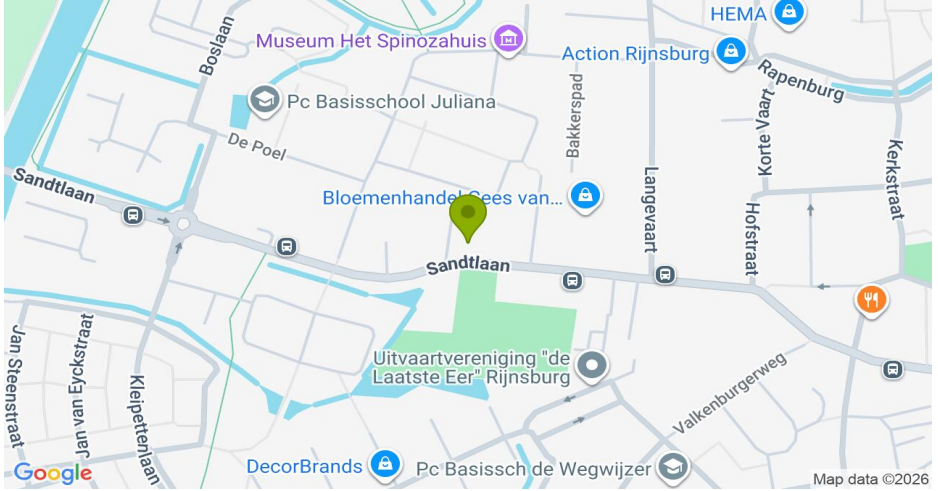 HEMA
Museum Het Spinozahuis
Action Rijnsburg
Boslaan
Rapenburg
Pc Basisschool Juliana
Bakkerspad
Korte Vaart
De Poel
Kerkstraat
Sandtlaan
Bloemenhandel Cees van...
Langevaart
Hofstraat
Sandtlaan
Jan Steenstraat
Jan van Eyckstraat
Kleipettenlaan
Uitvaartvereniging "de
Laatste Eer" Rijnsburg
Valkenburgerweg
DecorBrands
Pc Basissch de Wegwijzer
Google
Map data ©2026